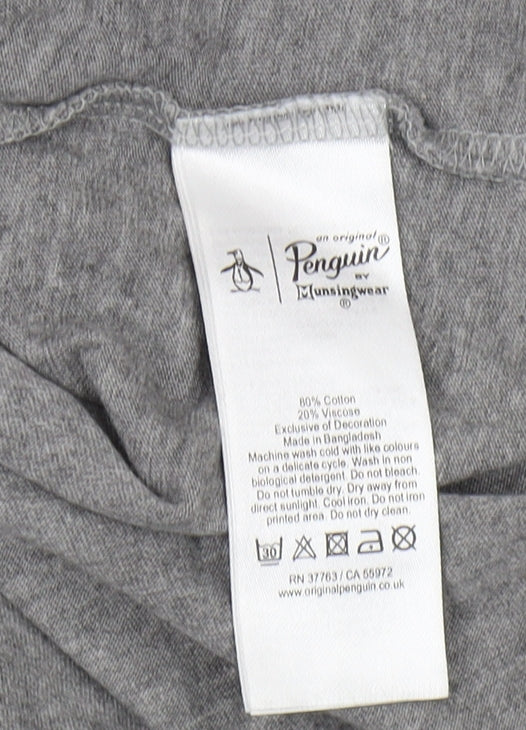 an original®
Penguin
BY
Munsingwear
®
80% Cotton
20% Viscose
Exclusive of Decoration
Made in Bangladesh
Machine wash cold with like colours
on a delicate cycle. Wash in non
biological detergent. Do not bleach.
Do not tumble dry. Dry away from
direct sunlight. Cool iron. Do not iron
printed area. Do not dry clean.
30
RN 37763 / CA 55972
www.originalpenguin.co.uk